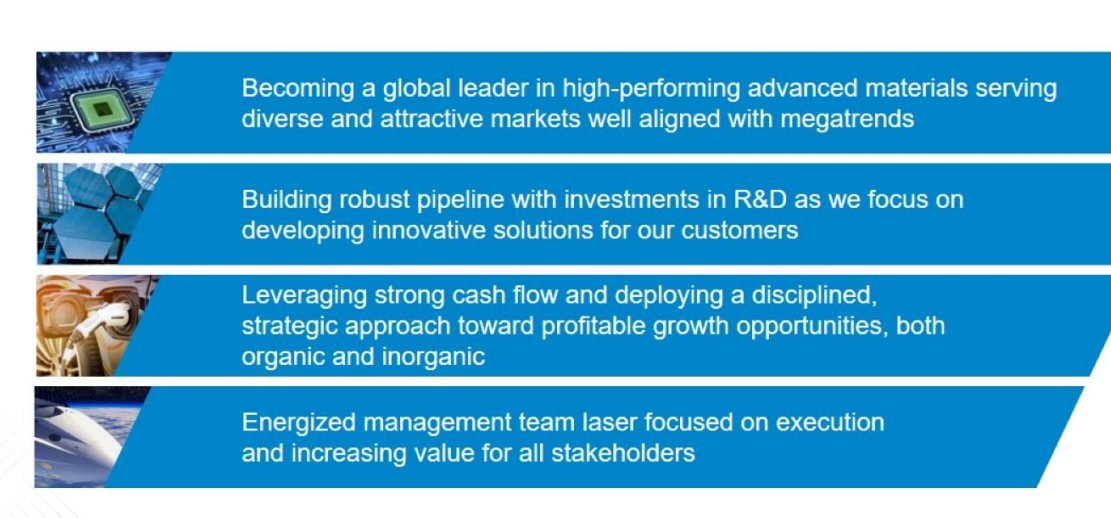 Becoming a global leader in high-performing advanced materials serving
diverse and attractive markets well aligned with megatrends
Building robust pipeline with investments in R&D as we focus on
developing innovative solutions for our customers
Leveraging strong cash flow and deploying a disciplined,
strategic approach toward profitable growth opportunities, both
organic and inorganic
Energized management team laser focused on execution
and increasing value for all stakeholders